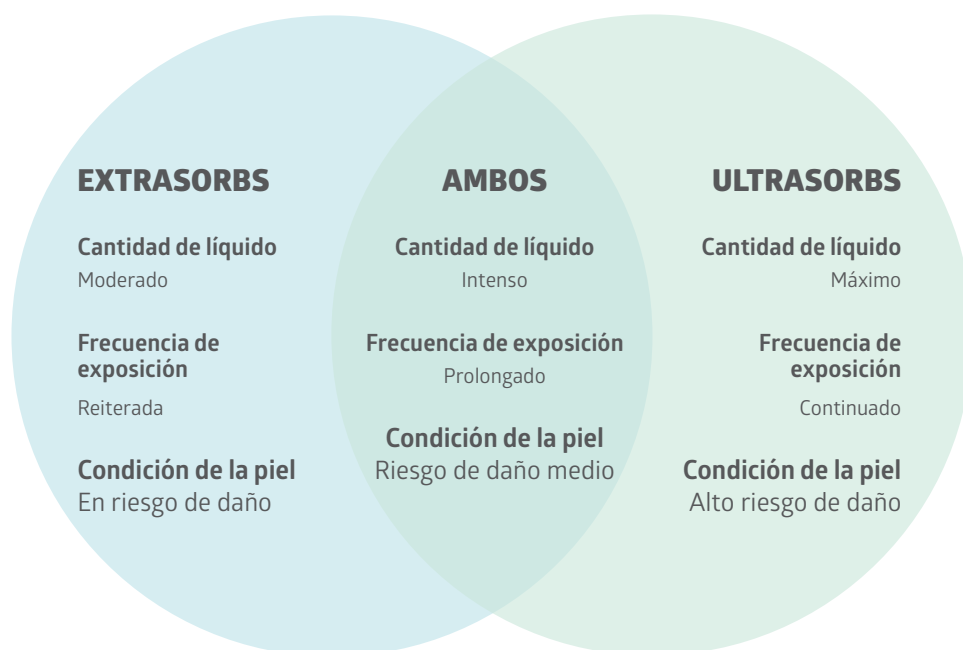 EXTRASORBS
Cantidad de líquido
Moderado
Frecuencia de
exposición
Reiterada
Condición de la piel
En riesgo de daño
AMBOS
Cantidad de líquido
Intenso
Frecuencia de exposición
Prolongado
Condición de la piel
Riesgo de daño medio
ULTRASORBS
Cantidad de líquido
Máximo
Frecuencia de
exposición
Continuado
Condición de la piel
Alto riesgo de daño